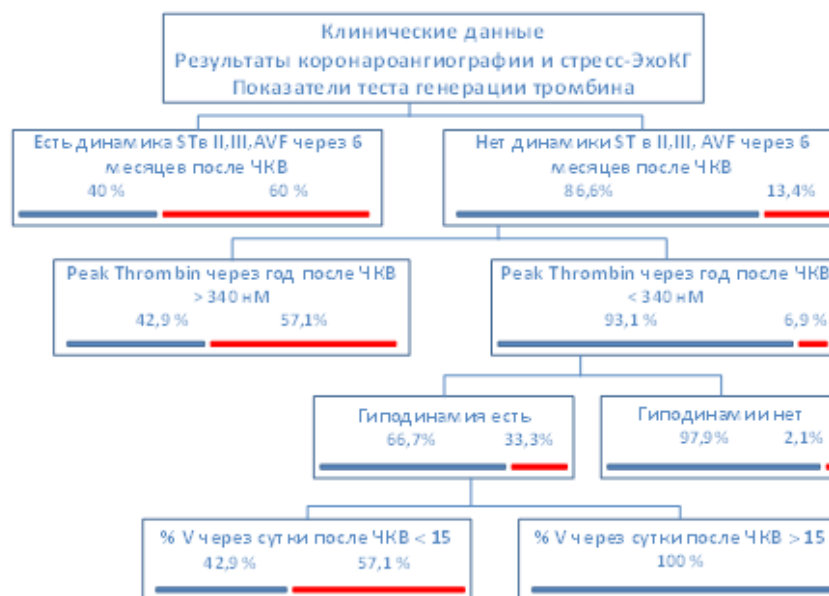 Клинические данные
Результаты коронароангиографии и стресс-ЭхоКГ
Показатели теста генерации тромбина
Есть динамика ST в II,III,AVF через 6
месяцев после ЧКВ
40 % 60 %
Нет динамики ST в II,III, AVF через 6
месяцев после ЧКВ
86,6% 13,4%
Peak Thrombin через год после ЧКВ
> 340 нМ
42,9 % 57,1%
Peak Thrombin через год после ЧКВ
< 340 нМ
93,1% 6,9 %
Гиподинамия есть
66,7% 33,3%
Гиподинамии нет
97,9% 2,1%
% V через сутки после ЧКВ < 15
42,9% 57,1 %
% V через сутки после ЧКВ > 15
100 %